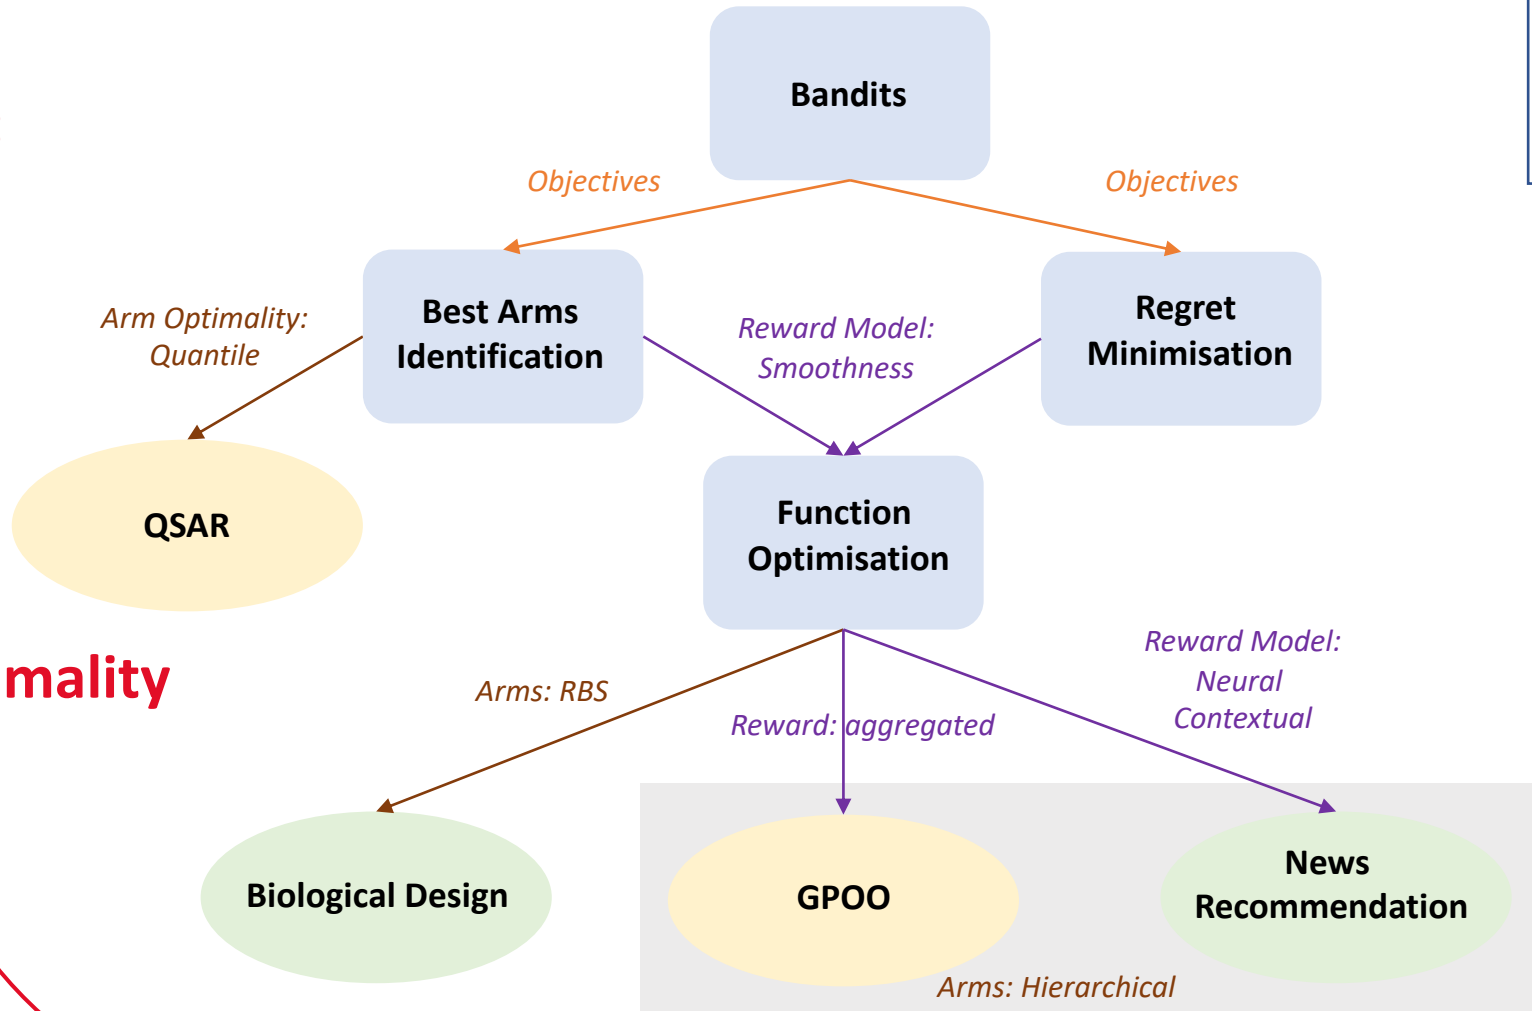 Bandits
Objectives
Objectives
Best Arms
Identification
Regret
Minimisation
Arm Optimality:
Quantile
Reward Model:
Smoothness
QSAR
Function
Optimisation
mality
Arms: RBS
Reward: aggregated
Reward Model:
Neural
Contextual
Biological Design
GPOO
News
Recommendation
Arms: Hierarchical